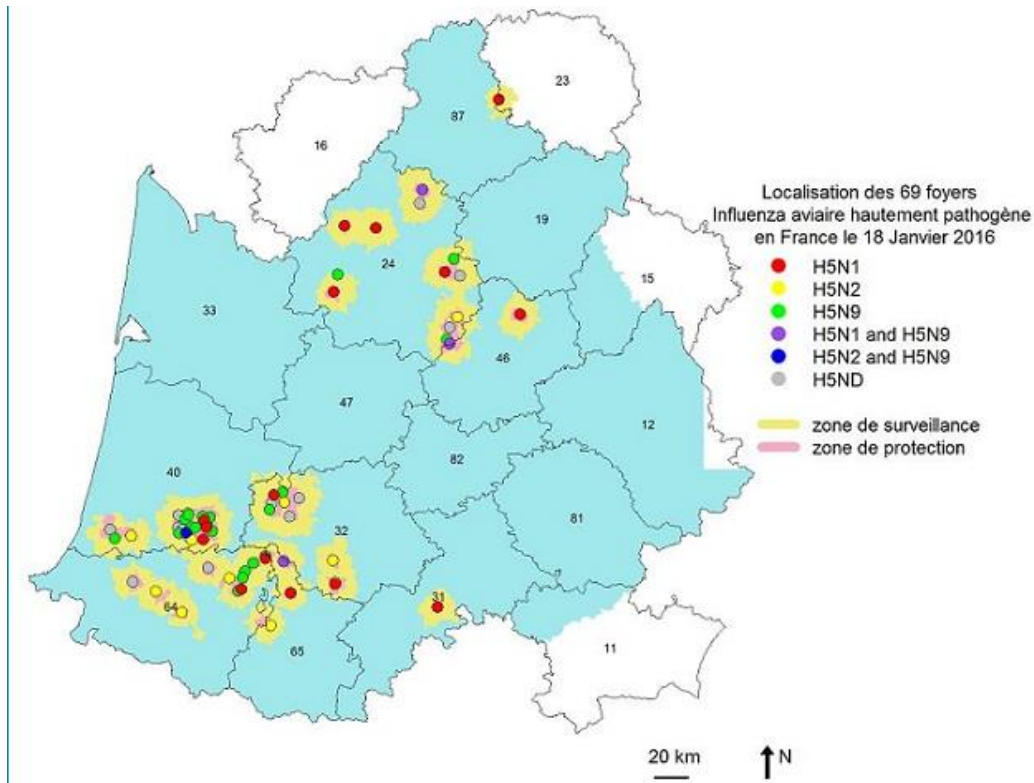 23
87
16
19
24
15
33
46
47
12
82
40
81
32
64
31
65
11
Localisation des 69 foyers
Influenza aviaire hautement pathogène
en France le 18 Janvier 2016
H5N1
H5N2
H5N9
H5N1 and H5N9
H5N2 and H5N9
H5ND
zone de surveillance
zone de protection
20 km
N